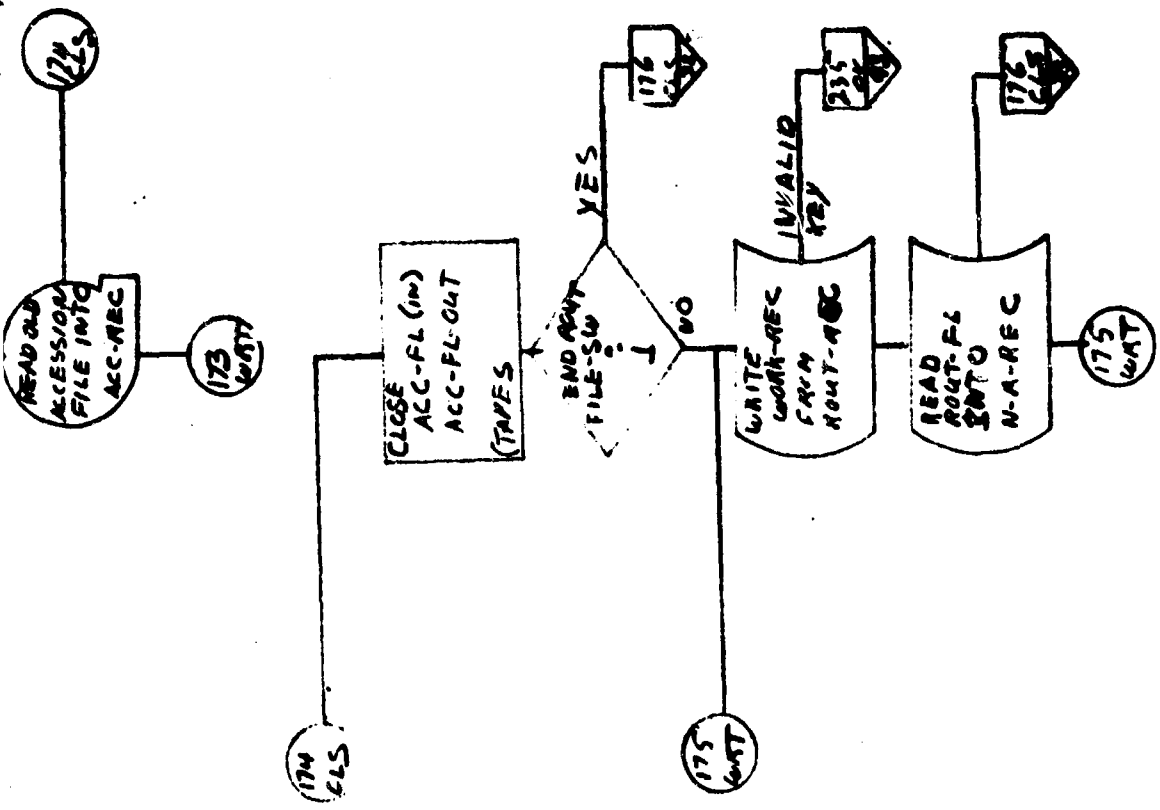 174
CLS
READ OLD
ACCESSION
FILE INTO
ACC-REC
173
WRT
174
CLS
CLOSE
ACC-FL (IN)
ACC-FL-OUT
(TAPES
END
FILE-SW
= 1
YES
176
CLS
NO
175
WRT
WRITE
WORK-REC
FROM
ROUT-REC
INVALID
KEY
235
READ
ROUT-FL
INTO
N-A-REC
176
CLS
175
WRT